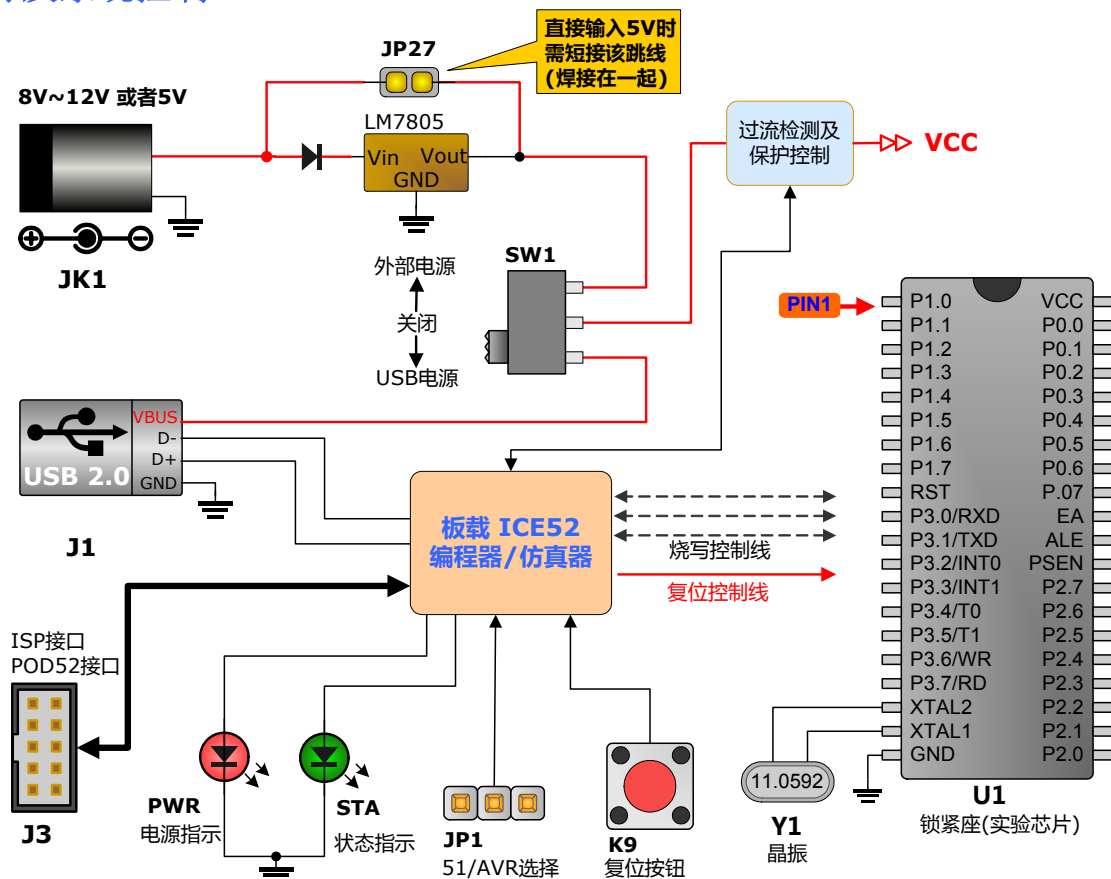 直接输入5V时
需短接该跳线
(焊接在一起)
JP27
8V~12V 或者5V
LM7805
Vin Vout
GND
过流检测及
保护控制
VCC
JK1
外部电源
关闭
USB电源
SW1
PIN1
VBUS
D-
D+
GND
USB 2.0
J1
板载 ICE52
编程器/仿真器
烧写控制线
复位控制线
ISP接口
POD52接口
J3
PWR
电源指示
STA
状态指示
JP1
51/AVR选择
K9
复位按钮
11.0592
Y1
晶振
P1.0 VCC
P1.1 P0.0
P1.2 P0.1
P1.3 P0.2
P1.4 P0.3
P1.5 P0.4
P1.6 P0.5
P1.7 P0.6
RST P.07
P3.0/RXD EA
P3.1/TXD ALE
P3.2/INT0 PSEN
P3.3/INT1 P2.7
P3.4/T0 P2.6
P3.5/T1 P2.5
P3.6/WR P2.4
P3.7/RD P2.3
XTAL2 P2.2
XTAL1 P2.1
GND P2.0
U1
锁紧座(实验芯片)